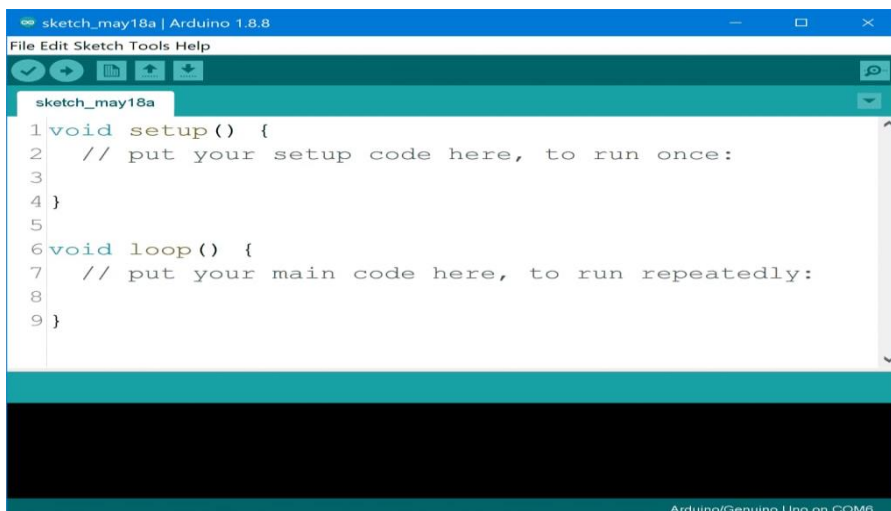 sketch_may18a | Arduino 1.8.8
File Edit Sketch Tools Help
sketch_may18a
1 void setup() {
2   // put your setup code here, to run once:
3
4 }
5
6 void loop() {
7   // put your main code here, to run repeatedly:
8
9 }
Arduino/Genuino Uno on COM6